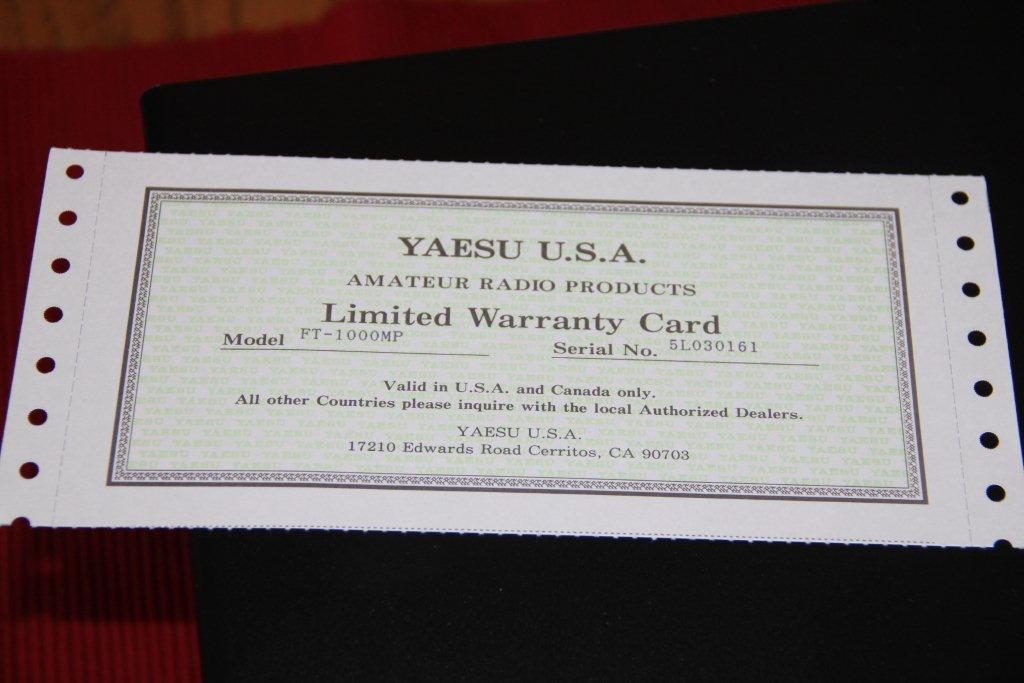 YAESU U.S.A.
AMATEUR RADIO PRODUCTS
Limited Warranty Card
Model FT-1000MP Serial No. 5L030161
Valid in U.S.A. and Canada only.
All other Countries please inquire with the local Authorized Dealers.
YAESU U.S.A.
17210 Edwards Road Cerritos, CA 90703